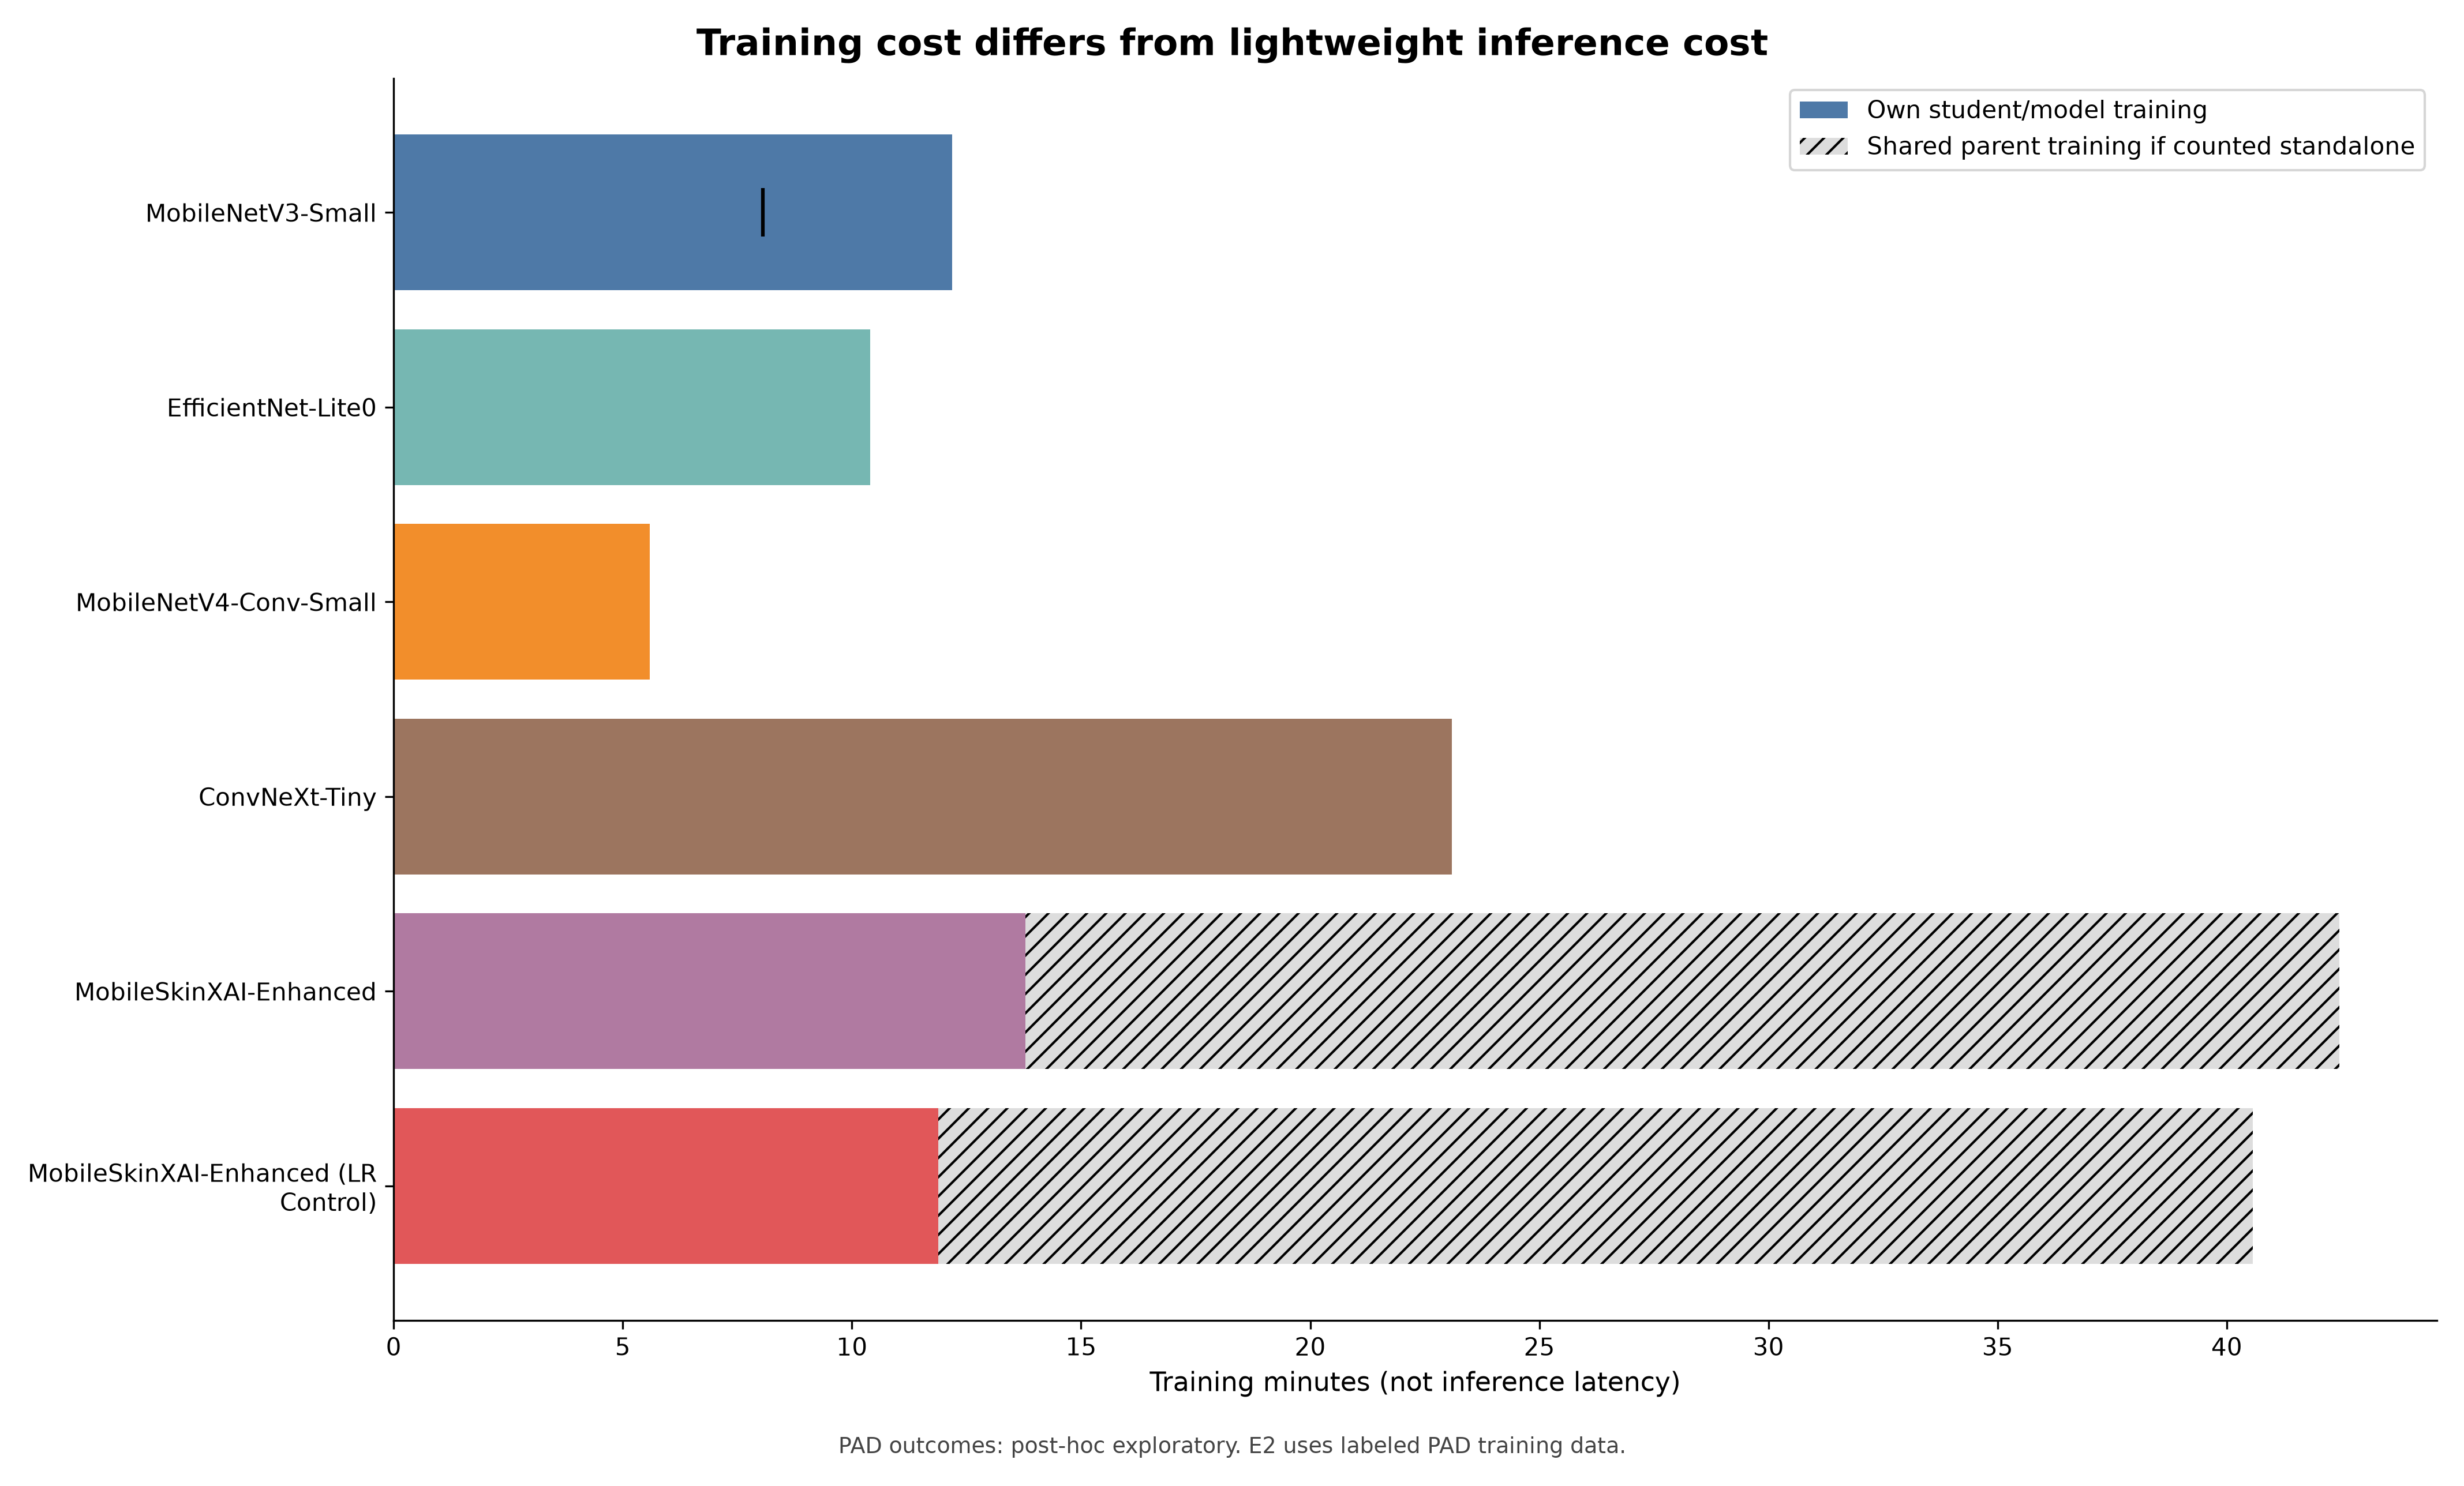 Training cost differs from lightweight inference cost
Own student/model training
Shared parent training if counted standalone
MobileNetV3-Small
EfficientNet-Lite0
MobileNetV4-Conv-Small
ConvNeXt-Tiny
MobileSkinXAI-Enhanced
MobileSkinXAI-Enhanced (LR
Control)
0 5 10 15 20 25 30 35 40
Training minutes (not inference latency)
PAD outcomes: post-hoc exploratory. E2 uses labeled PAD training data.